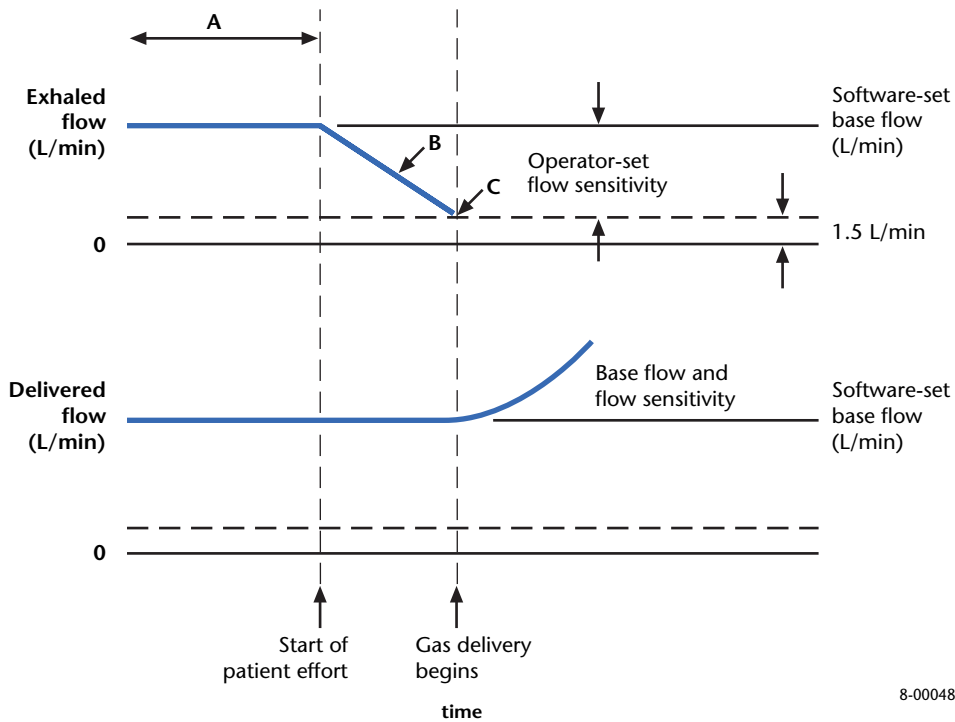 A
Exhaled
flow
(L/min)
Software-set
base flow
(L/min)
B
Operator-set
flow sensitivity
C
1.5 L/min
0
Delivered
flow
(L/min)
Base flow and
flow sensitivity
Software-set
base flow
(L/min)
0
Start of
patient effort
Gas delivery
begins
time
8-00048